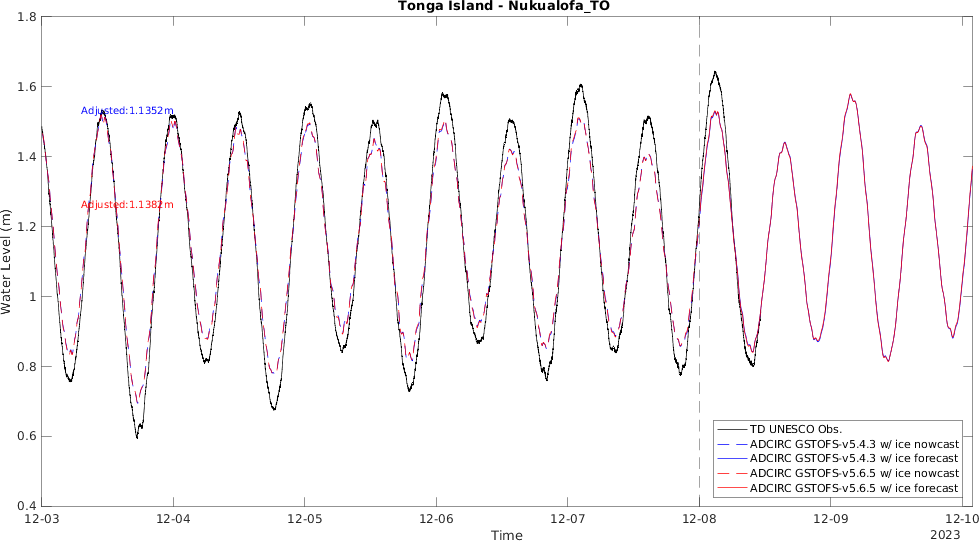 Tonga Island - Nukualofa_TO
1.8
1.6
1.4
1.2
1
0.8
0.6
0.4
Water Level (m)
Adjusted:1.1352m
Adjusted:1.1382m
TD UNESCO Obs.
ADCIRC GSTOFS-v5.4.3 w/ ice nowcast
ADCIRC GSTOFS-v5.4.3 w/ ice forecast
ADCIRC GSTOFS-v5.6.5 w/ ice nowcast
ADCIRC GSTOFS-v5.6.5 w/ ice forecast
12-03 12-04 12-05 12-06 12-07 12-08 12-09 12-10
Time
2023